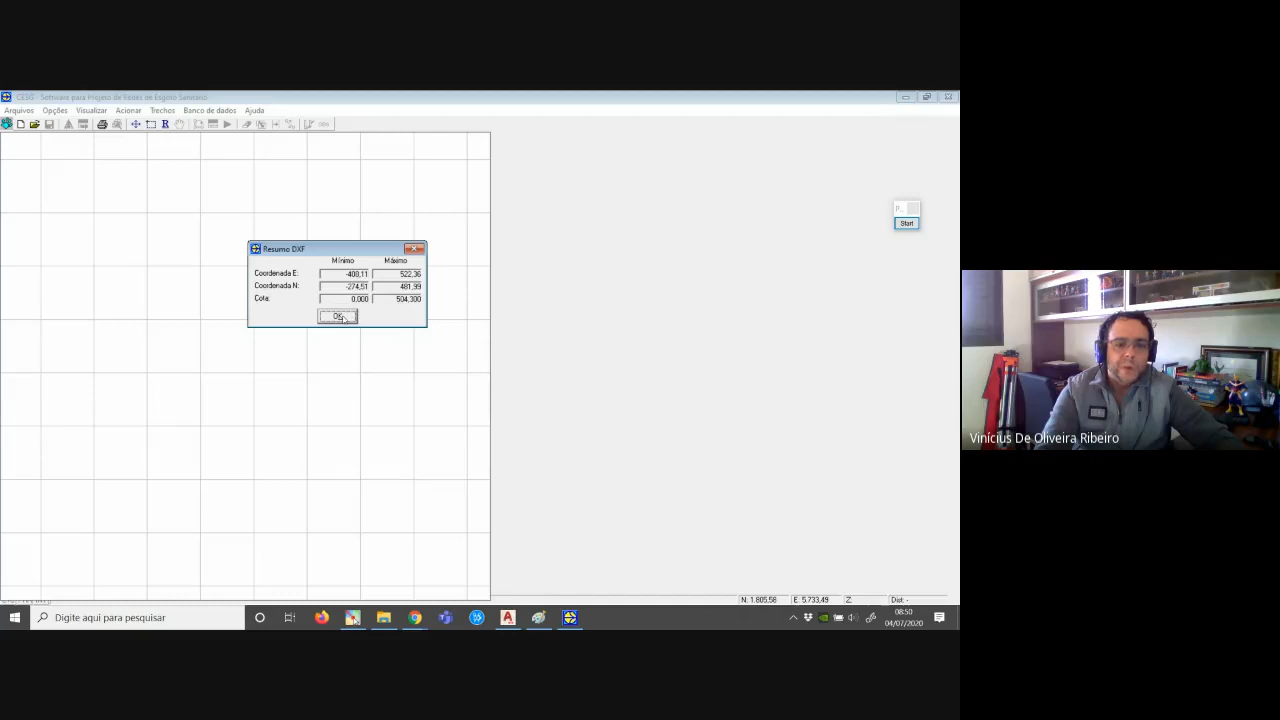 CESG - Software para Projeto de Redes de Esgoto Sanitário
Arquivos Opções Visualizar Acionar Trechos Banco de dados Ajuda
R
Start
Resumo DXF
Mínimo Máximo
Coordenada E: -408,11 522,36
Coordenada N: -274,51 481,99
Cota: 0,000 504,300
OK
Vinícius De Oliveira Ribeiro
N: 1.805,58 E: 5.733,49 Z: Dist: -
Digite aqui para pesquisar
08:50
04/07/2020